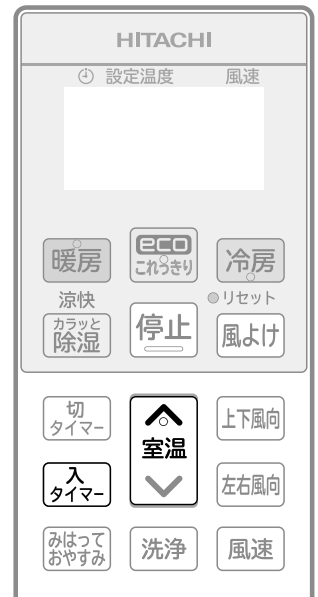 HITACHI
設定温度 風速
暖房 eco これっきり 冷房
涼快 リセット
カラッと 除湿 停止 風よけ
切 タイマー 室温 上下風向
入 タイマー 左右風向
みはって おやすみ 洗浄 風速